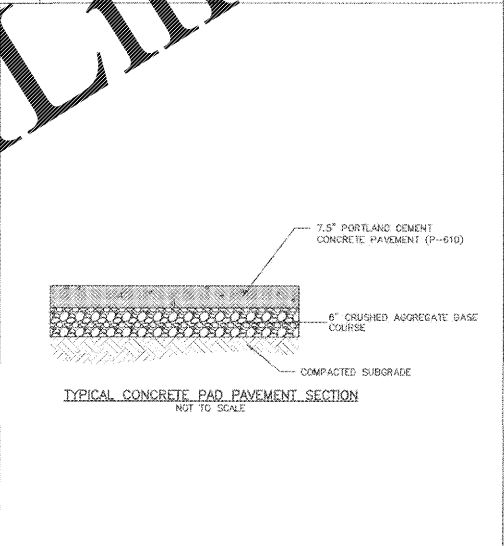 7.5" PORTLAND CEMENT
CONCRETE PAVEMENT (P-610)
6" CRUSHED AGGREGATE BASE
COURSE
COMPACTED SUBGRADE
TYPICAL CONCRETE PAD PAVEMENT SECTION
NOT TO SCALE